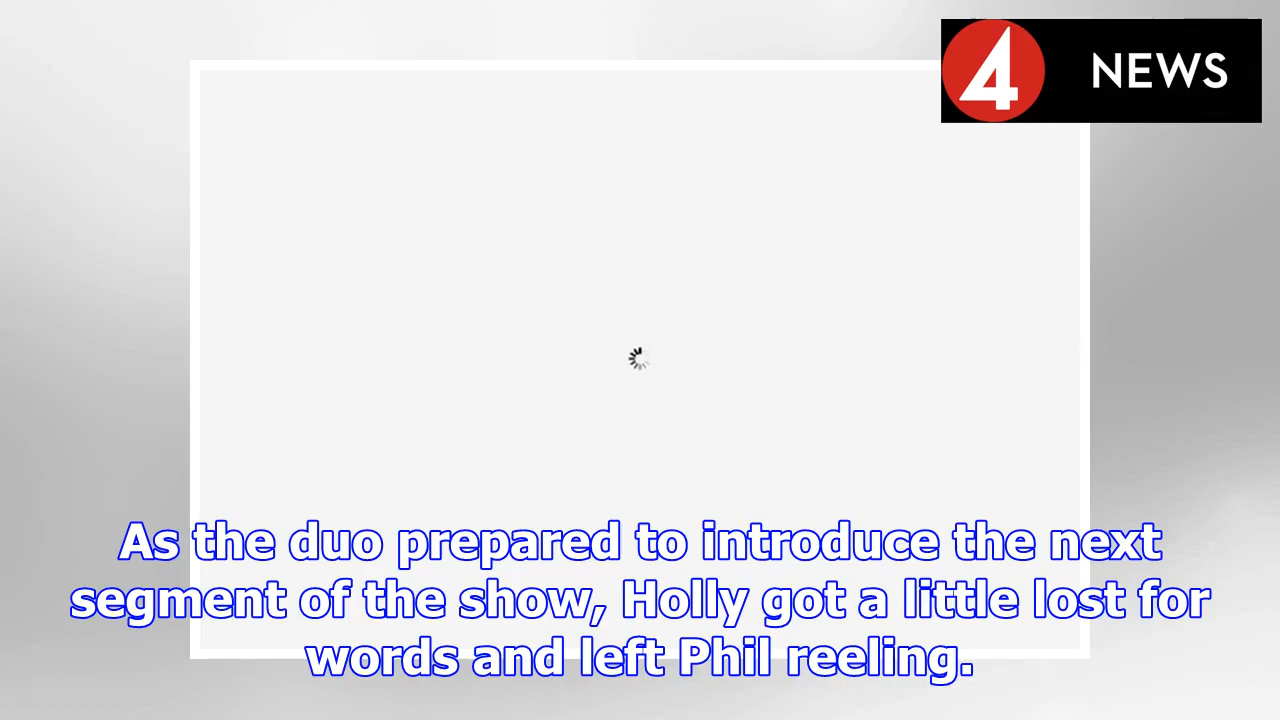 4 NEWS
As the duo prepared to introduce the next
segment of the show, Holly got a little lost for
words and left Phil reeling.